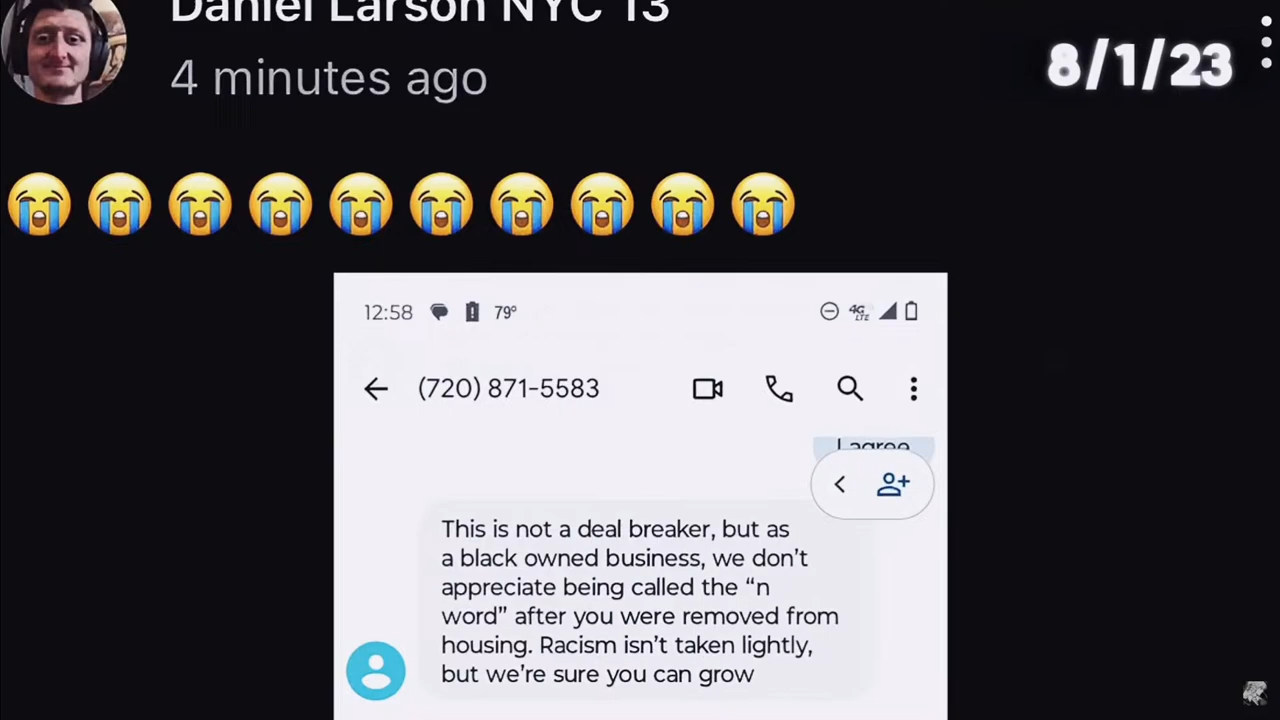 Daniel Larson NYC 13
4 minutes ago
8/1/23
😭😭😭😭😭😭😭😭😭😭
12:58 79° 4G LTE
(720) 871-5583
I agree
This is not a deal breaker, but as
a black owned business, we don’t
appreciate being called the “n
word” after you were removed from
housing. Racism isn’t taken lightly,
but we’re sure you can grow